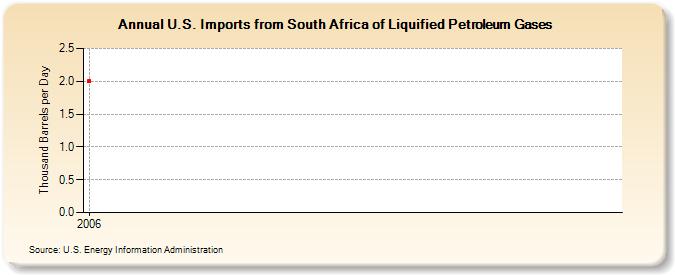 Annual U.S. Imports from South Africa of Liquified Petroleum Gases
Thousand Barrels per Day
2.5
2.0
1.5
1.0
0.5
0.0
2006
Source: U.S. Energy Information Administration